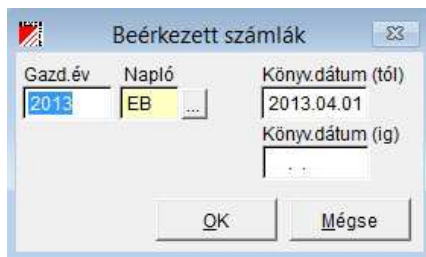 Beérkezett számlák
Gazd.év Napló Könyv.dátum (tól)
2013 EB ... 2013.04.01
Könyv.dátum (ig)
. .
OK Mégse